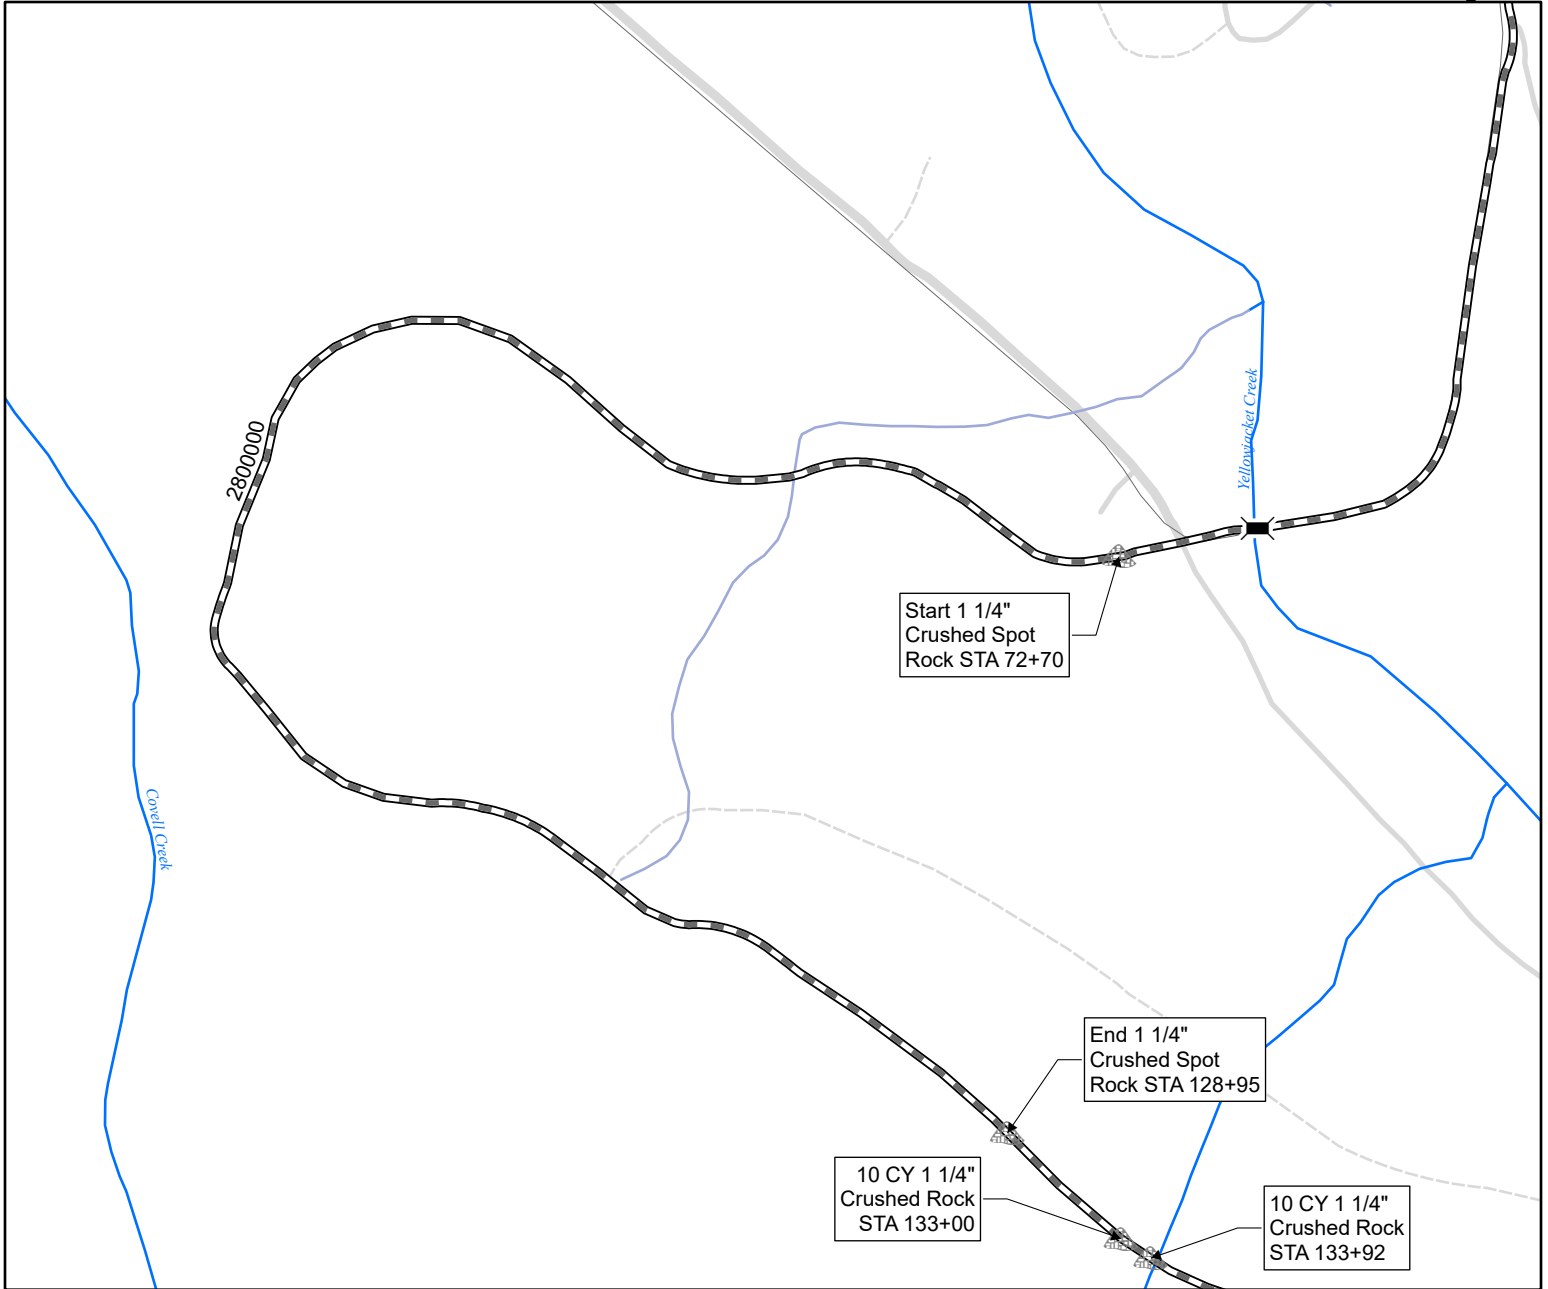 Yellowjacket Creek
2800000
Start 1 1/4"
Crushed Spot
Rock STA 72+70
Covell Creek
End 1 1/4"
Crushed Spot
Rock STA 128+95
10 CY 1 1/4"
Crushed Rock
STA 133+00
10 CY 1 1/4"
Crushed Rock
STA 133+92